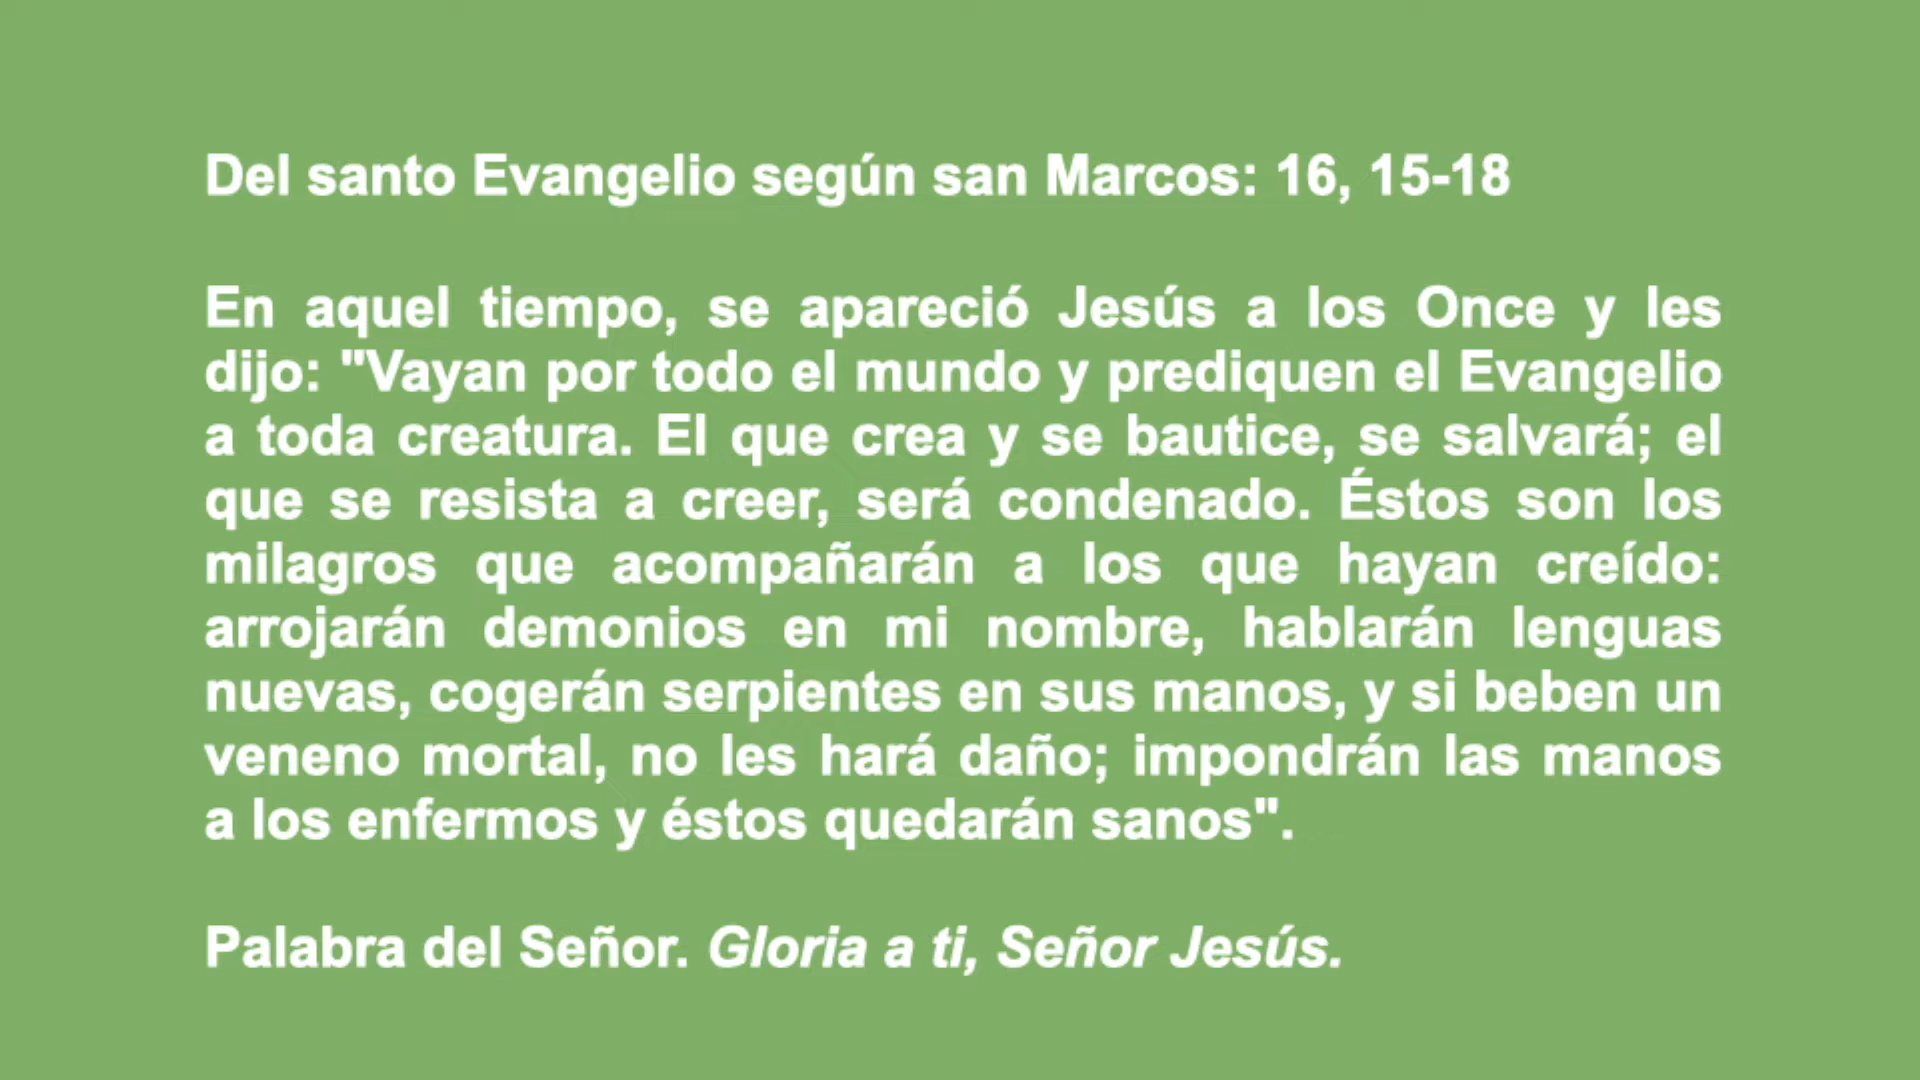 Del santo Evangelio según san Marcos: 16, 15-18
En aquel tiempo, se apareció Jesús a los Once y les
dijo: "Vayan por todo el mundo y prediquen el Evangelio
a toda creatura. El que crea y se bautice, se salvará; el
que se resista a creer, será condenado. Éstos son los
milagros que acompañarán a los que hayan creído:
arrojarán demonios en mi nombre, hablarán lenguas
nuevas, cogerán serpientes en sus manos, y si beben un
veneno mortal, no les hará daño; impondrán las manos
a los enfermos y éstos quedarán sanos".
Palabra del Señor. Gloria a ti, Señor Jesús.